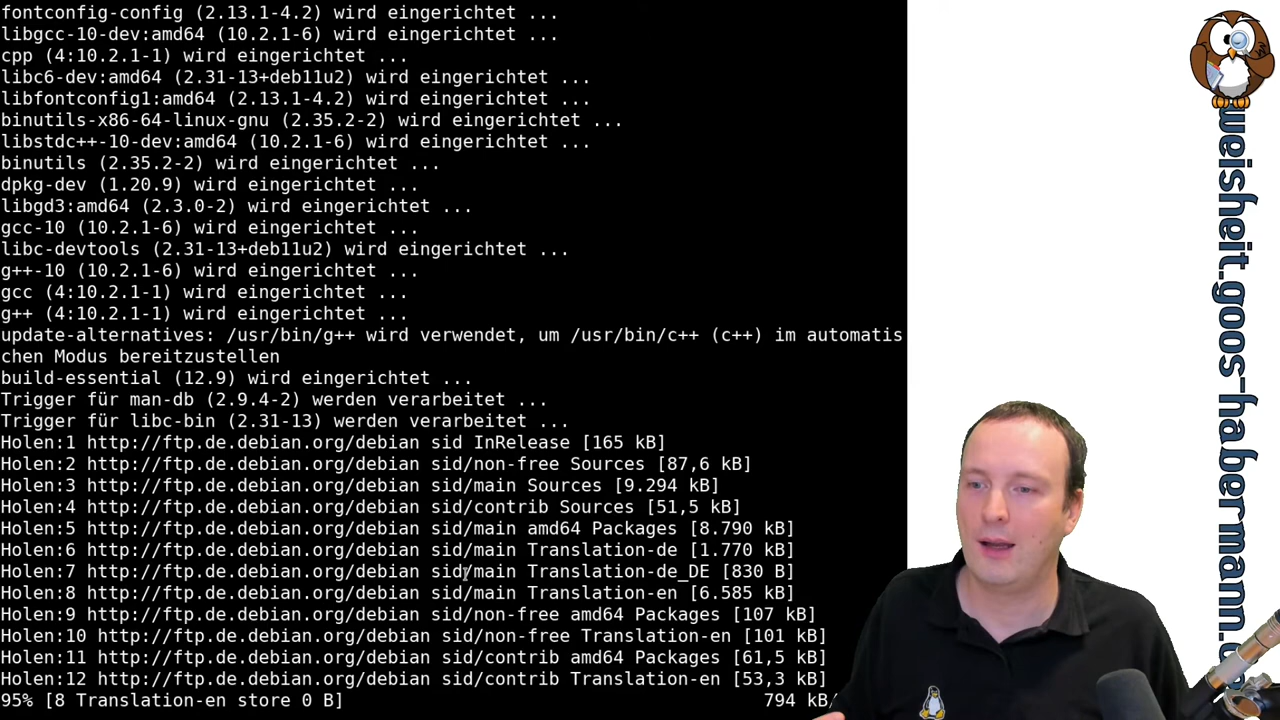 fontconfig-config (2.13.1-4.2) wird eingerichtet ...
libgcc-10-dev:amd64 (10.2.1-6) wird eingerichtet ...
cpp (4:10.2.1-1) wird eingerichtet ...
libc6-dev:amd64 (2.31-13+deb11u2) wird eingerichtet ...
libfontconfig1:amd64 (2.13.1-4.2) wird eingerichtet ...
binutils-x86-64-linux-gnu (2.35.2-2) wird eingerichtet ...
libstdc++-10-dev:amd64 (10.2.1-6) wird eingerichtet ...
binutils (2.35.2-2) wird eingerichtet ...
dpkg-dev (1.20.9) wird eingerichtet ...
libgd3:amd64 (2.3.0-2) wird eingerichtet ...
gcc-10 (10.2.1-6) wird eingerichtet ...
libc-devtools (2.31-13+deb11u2) wird eingerichtet ...
g++-10 (10.2.1-6) wird eingerichtet ...
gcc (4:10.2.1-1) wird eingerichtet ...
g++ (4:10.2.1-1) wird eingerichtet ...
update-alternatives: /usr/bin/g++ wird verwendet, um /usr/bin/c++ (c++) im automatis
chen Modus bereitzustellen
build-essential (12.9) wird eingerichtet ...
Trigger für man-db (2.9.4-2) werden verarbeitet ...
Trigger für libc-bin (2.31-13) werden verarbeitet ...
Holen:1 http://ftp.de.debian.org/debian sid InRelease [165 kB]
Holen:2 http://ftp.de.debian.org/debian sid/non-free Sources [87,6 kB]
Holen:3 http://ftp.de.debian.org/debian sid/main Sources [9.294 kB]
Holen:4 http://ftp.de.debian.org/debian sid/contrib Sources [51,5 kB]
Holen:5 http://ftp.de.debian.org/debian sid/main amd64 Packages [8.790 kB]
Holen:6 http://ftp.de.debian.org/debian sid/main Translation-de [1.770 kB]
Holen:7 http://ftp.de.debian.org/debian sid/main Translation-de_DE [830 B]
Holen:8 http://ftp.de.debian.org/debian sid/main Translation-en [6.585 kB]
Holen:9 http://ftp.de.debian.org/debian sid/non-free amd64 Packages [107 kB]
Holen:10 http://ftp.de.debian.org/debian sid/non-free Translation-en [101 kB]
Holen:11 http://ftp.de.debian.org/debian sid/contrib amd64 Packages [61,5 kB]
Holen:12 http://ftp.de.debian.org/debian sid/contrib Translation-en [53,3 kB]
95% [8 Translation-en store 0 B] 794 kB/
weisheit.goos-habermann.d